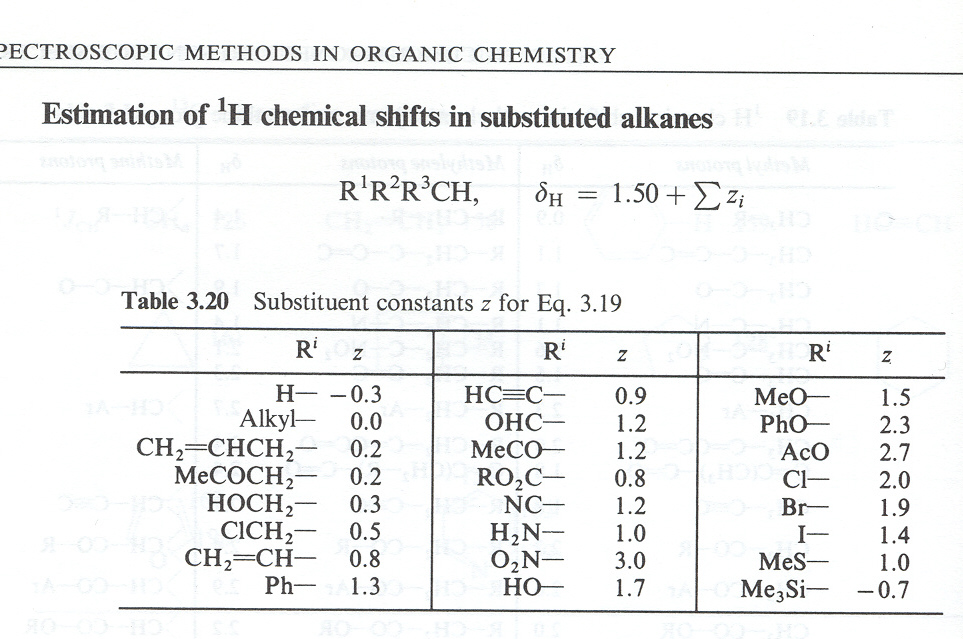 PECTROSCOPIC METHODS IN ORGANIC CHEMISTRY
Estimation of ¹H chemical shifts in substituted alkanes
R¹R²R³CH, δH = 1.50 + ∑ zi
Table 3.20 Substituent constants z for Eq. 3.19
Rⁱ z Rⁱ z Rⁱ z
H— −0.3 HC≡C— 0.9 MeO— 1.5
Alkyl— 0.0 OHC— 1.2 PhO— 2.3
CH₂=CHCH₂— 0.2 MeCO— 1.2 AcO 2.7
MeCOCH₂— 0.2 RO₂C— 0.8 Cl— 2.0
HOCH₂— 0.3 NC— 1.2 Br— 1.9
ClCH₂— 0.5 H₂N— 1.0 I— 1.4
CH₂=CH— 0.8 O₂N— 3.0 MeS— 1.0
Ph— 1.3 HO— 1.7 Me₃Si— −0.7